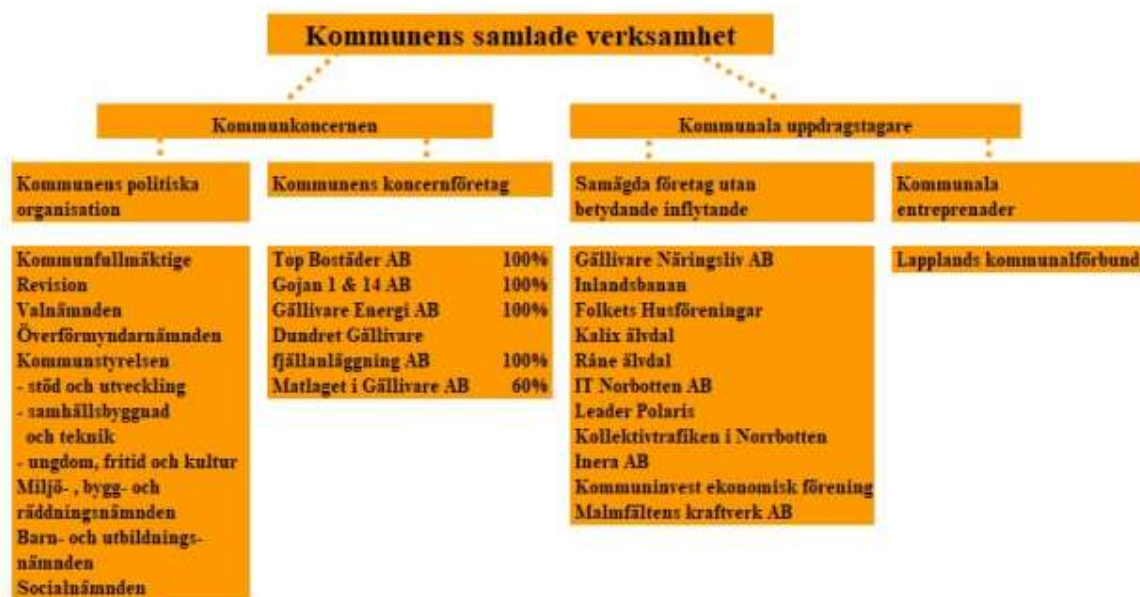 Kommunens samlade verksamhet
Kommunkoncernen
Kommunala uppdragstagare
Kommunens politiska
organisation
Kommunens koncernföretag
Samägda företag utan
betydande inflytande
Kommunala
entreprenader
Kommunfullmäktige
Revision
Valnämnden
Överförmyndarnämnden
Kommunstyrelsen
- stöd och utveckling
- samhällsbyggnad
och teknik
- ungdom, fritid och kultur
Miljö- , bygg- och
räddningsnämnden
Barn- och utbildnings-
nämnden
Socialnämnden
Top Bostäder AB 100%
Gojan 1 & 14 AB 100%
Gällivare Energi AB 100%
Dundret Gällivare
fjällanläggning AB 100%
Matlaget i Gällivare AB 60%
Gällivare Näringsliv AB
Inlandsbanan
Folkets Husföreningar
Kalix älvdal
Råne älvdal
IT Norbotten AB
Leader Polaris
Kollektivtrafiken i Norrbotten
Inera AB
Kommuninvest ekonomisk förening
Malmfältens kraftverk AB
Lapplands kommunalförbund